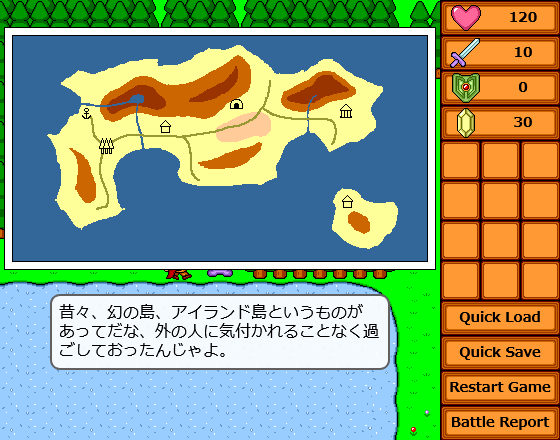 120
10
0
30
昔々、幻の島、アイランド島というものが
あってだな、外の人に気付かれることなく過
ごしておったんじゃよ。
Quick Load
Quick Save
Restart Game
Battle Report